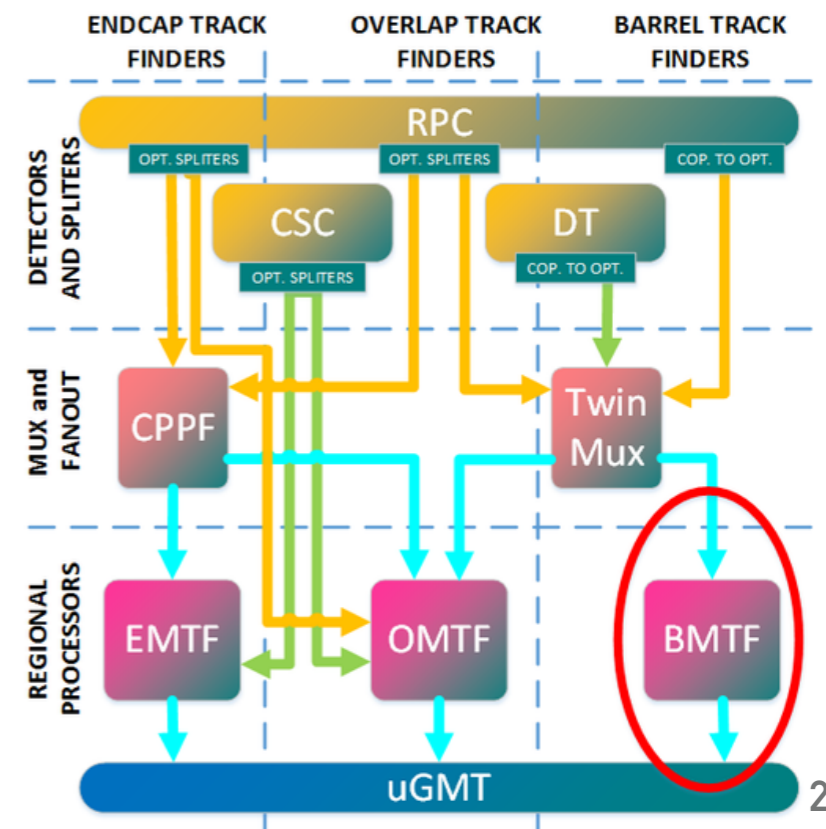 ENDCAP TRACK
FINDERS
OVERLAP TRACK
FINDERS
BARREL TRACK
FINDERS
DETECTORS
AND SPLITERS
RPC
OPT. SPLITERS
OPT. SPLITERS
COP. TO OPT.
CSC
OPT. SPLITERS
DT
COP. TO OPT.
MUX and
FANOUT
CPPF
Twin
Mux
REGIONAL
PROCESSORS
EMTF
OMTF
BMTF
uGMT
2